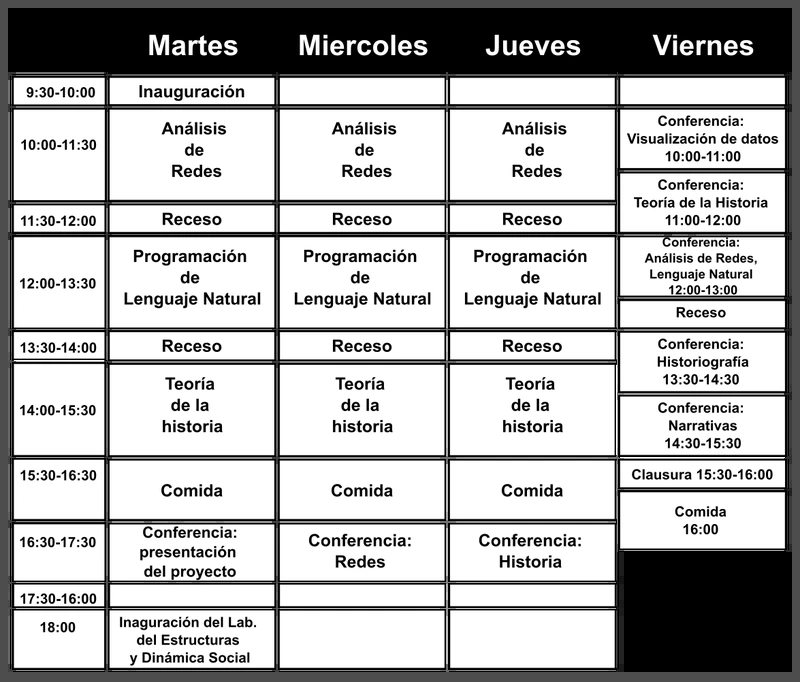 Martes Miercoles Jueves Viernes
9:30-10:00 Inauguración
10:00-11:30
Análisis
de
Redes
Análisis
de
Redes
Análisis
de
Redes
Conferencia:
Visualización de datos
10:00-11:00
Conferencia:
Teoría de la Historia
11:00-12:00
11:30-12:00 Receso Receso Receso
12:00-13:30
Programación
de
Lenguaje Natural
Programación
de
Lenguaje Natural
Programación
de
Lenguaje Natural
Conferencia:
Análisis de Redes,
Lenguaje Natural
12:00-13:00
Receso
13:30-14:00 Receso Receso Receso
Conferencia:
Historiografía
13:30-14:30
14:00-15:30
Teoría
de la
historia
Teoría
de la
historia
Teoría
de la
historia
Conferencia:
Narrativas
14:30-15:30
15:30-16:30
Comida Comida Comida
Clausura 15:30-16:00
Comida
16:00
16:30-17:30
Conferencia:
presentación
del proyecto
Conferencia:
Redes
Conferencia:
Historia
17:30-16:00
18:00
Inaguración del Lab.
del Estructuras
y Dinámica Social